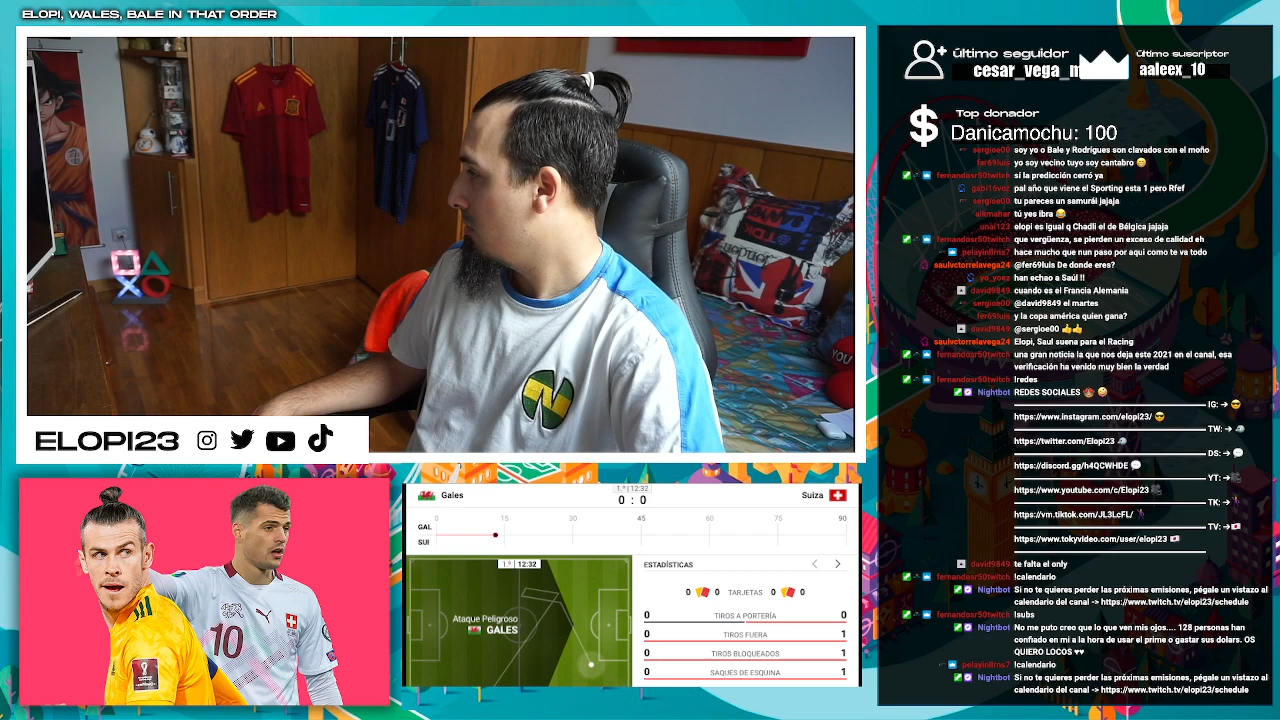 ELOPI, WALES, BALE IN THAT ORDER
ELOPI23
Último seguidor
cesar_vega_m
Último suscriptor
aaleex_10
Top donador
Danicamochu: 100
sergioe00 soy yo o Bale y Rodrigues son clavados con el moño
fer69luis yo soy vecino tuyo soy cantabro
fernandosr50twitch sí la predicción cerró ya
gabi16voz pal año que viene el Sporting esta 1 pero Rfef
sergioe00 tu pareces un samurái jajaja
alkmahar tú yes ibra
unai123 elopi es igual q Chadli el de Bélgica jajaja
fernandosr50twitch que vergüenza, se pierden un exceso de calidad eh
pelayin8rns7 hace mucho que nun paso por aqui como te va todo
saulvctorrelavega24 @fer69luis De donde eres?
yo_yoez han echao a Saúl !!
david9849 cuando es el Francia Alemania
sergioe00 @david9849 el martes
fer69luis y la copa américa quien gana?
david9849 @sergioe00
saulvctorrelavega24 Elopi, Saul suena para el Racing
fernandosr50twitch una gran noticia la que nos deja este 2021 en el canal, esa
verificación ha venido muy bien la verdad
fernandosr50twitch !redes
Nightbot REDES SOCIALES
IG: ➔
https://www.instagram.com/elopi23/
TW: ➔
https://twitter.com/Elopi23
DS: ➔
https://discord.gg/h4QCWHDE
YT: ➔
https://www.youtube.com/c/Elopi23
TK: ➔
https://vm.tiktok.com/JL3LcFL/
TV: ➔
https://www.tokyvideo.com/user/elopi23
david9849 te falta el only
fernandosr50twitch !calendario
Nightbot Si no te quieres perder las próximas emisiones, pégale un vistazo al
calendario del canal -> https://www.twitch.tv/elopi23/schedule
fernandosr50twitch !subs
Nightbot No me puto creo que lo que ven mis ojos.... 128 personas han
confiado en mi a la hora de usar el prime o gastar sus dolares. OS
QUIERO LOCOS ♥♥
pelayin8rns7 !calendario
Nightbot Si no te quieres perder las próximas emisiones, pégale un vistazo al
calendario del canal -> https://www.twitch.tv/elopi23/schedule
YOU
N
10
Gales
1.º | 12:32
0 : 0
Suiza
0 15 30 45 60 75 90
GAL
SUI
1.º 12:32
Ataque Peligroso
GALES
ESTADÍSTICAS
0 0 TARJETAS 0 0
0 TIROS A PORTERÍA 0
0 TIROS FUERA 1
0 TIROS BLOQUEADOS 1
0 SAQUES DE ESQUINA 1